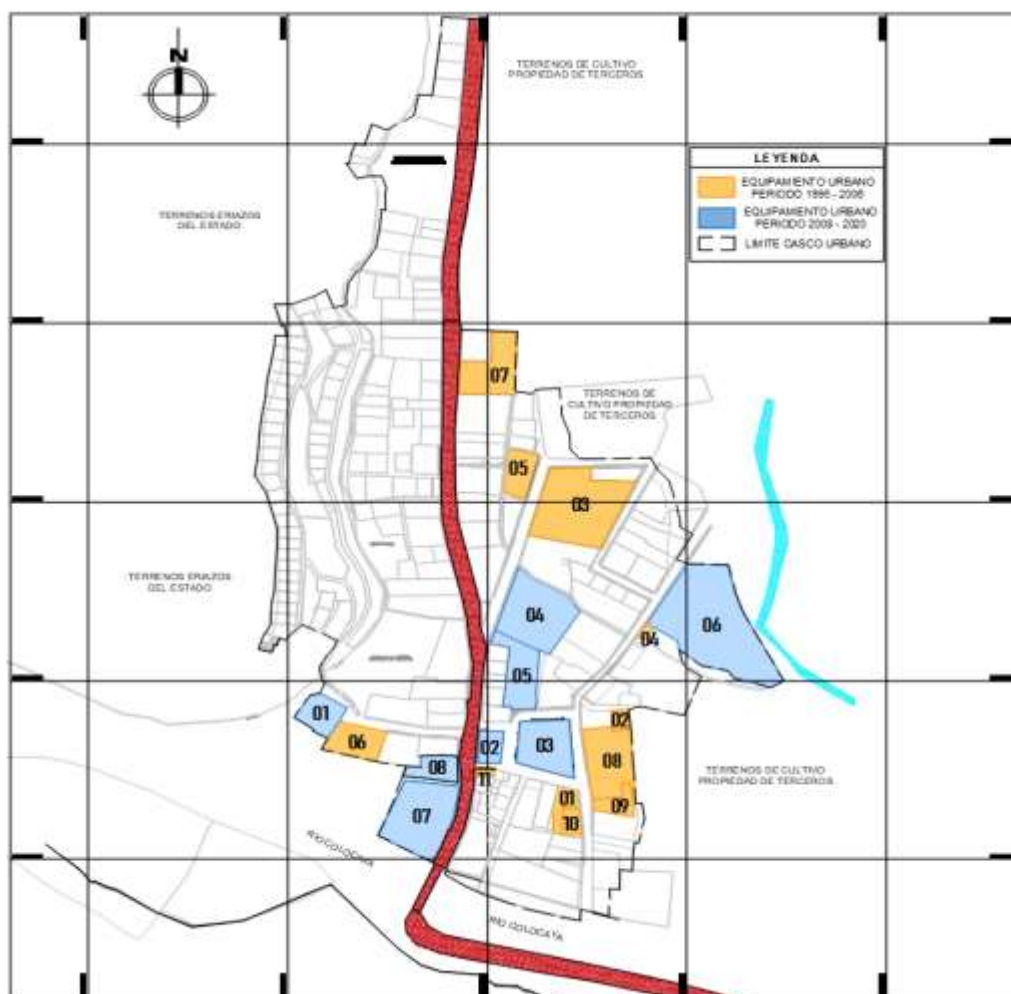 N
TERRENOS DE CULTIVO
PROPIEDAD DE TERCEROS
LEYENDA
EQUIPAMIENTO URBANO
PERIODO 1995 - 2008
EQUIPAMIENTO URBANO
PERIODO 2009 - 2020
LIMITE CASCO URBANO
TERRENOS ERIAZOS
DEL ESTADO
07
TERRENOS DE
CULTIVO PROPIEDAD
DE TERCEROS
05
03
TERRENOS ERIAZOS
DEL ESTADO
04
04
06
05
01
06
02
03
02
08
08
11
07
01
10
09
TERRENOS DE CULTIVO
PROPIEDAD DE TERCEROS
RIO
RIO